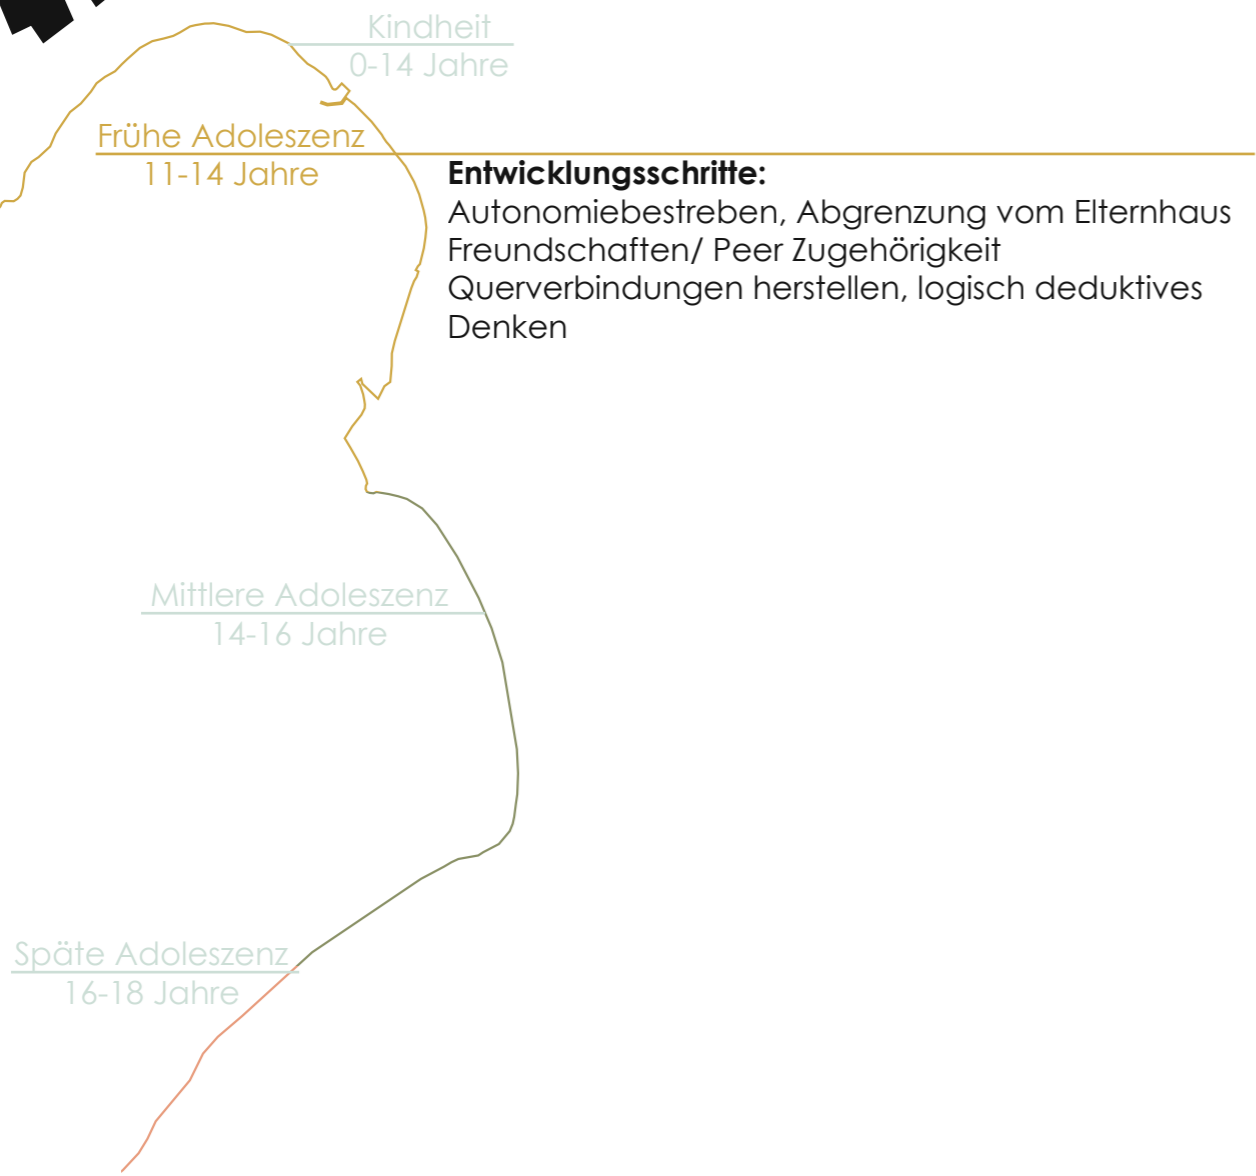 Kindheit
0-14 Jahre
Frühe Adoleszenz
11-14 Jahre
Entwicklungsschritte:
Autonomiebestreben, Abgrenzung vom Elternhaus
Freundschaften/ Peer Zugehörigkeit
Querverbindungen herstellen, logisch deduktives
Denken
Mittlere Adoleszenz
14-16 Jahre
Späte Adoleszenz
16-18 Jahre